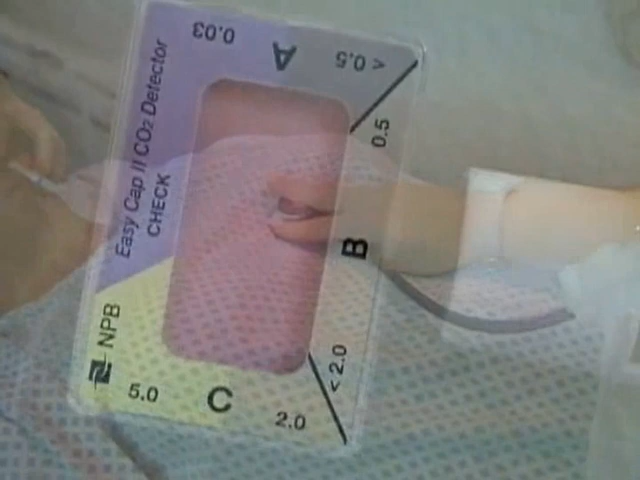 Easy Cap II CO₂ Detector
CHECK
NPB
0.03
A
< 0.5
0.5
B
< 2.0
2.0
C
5.0